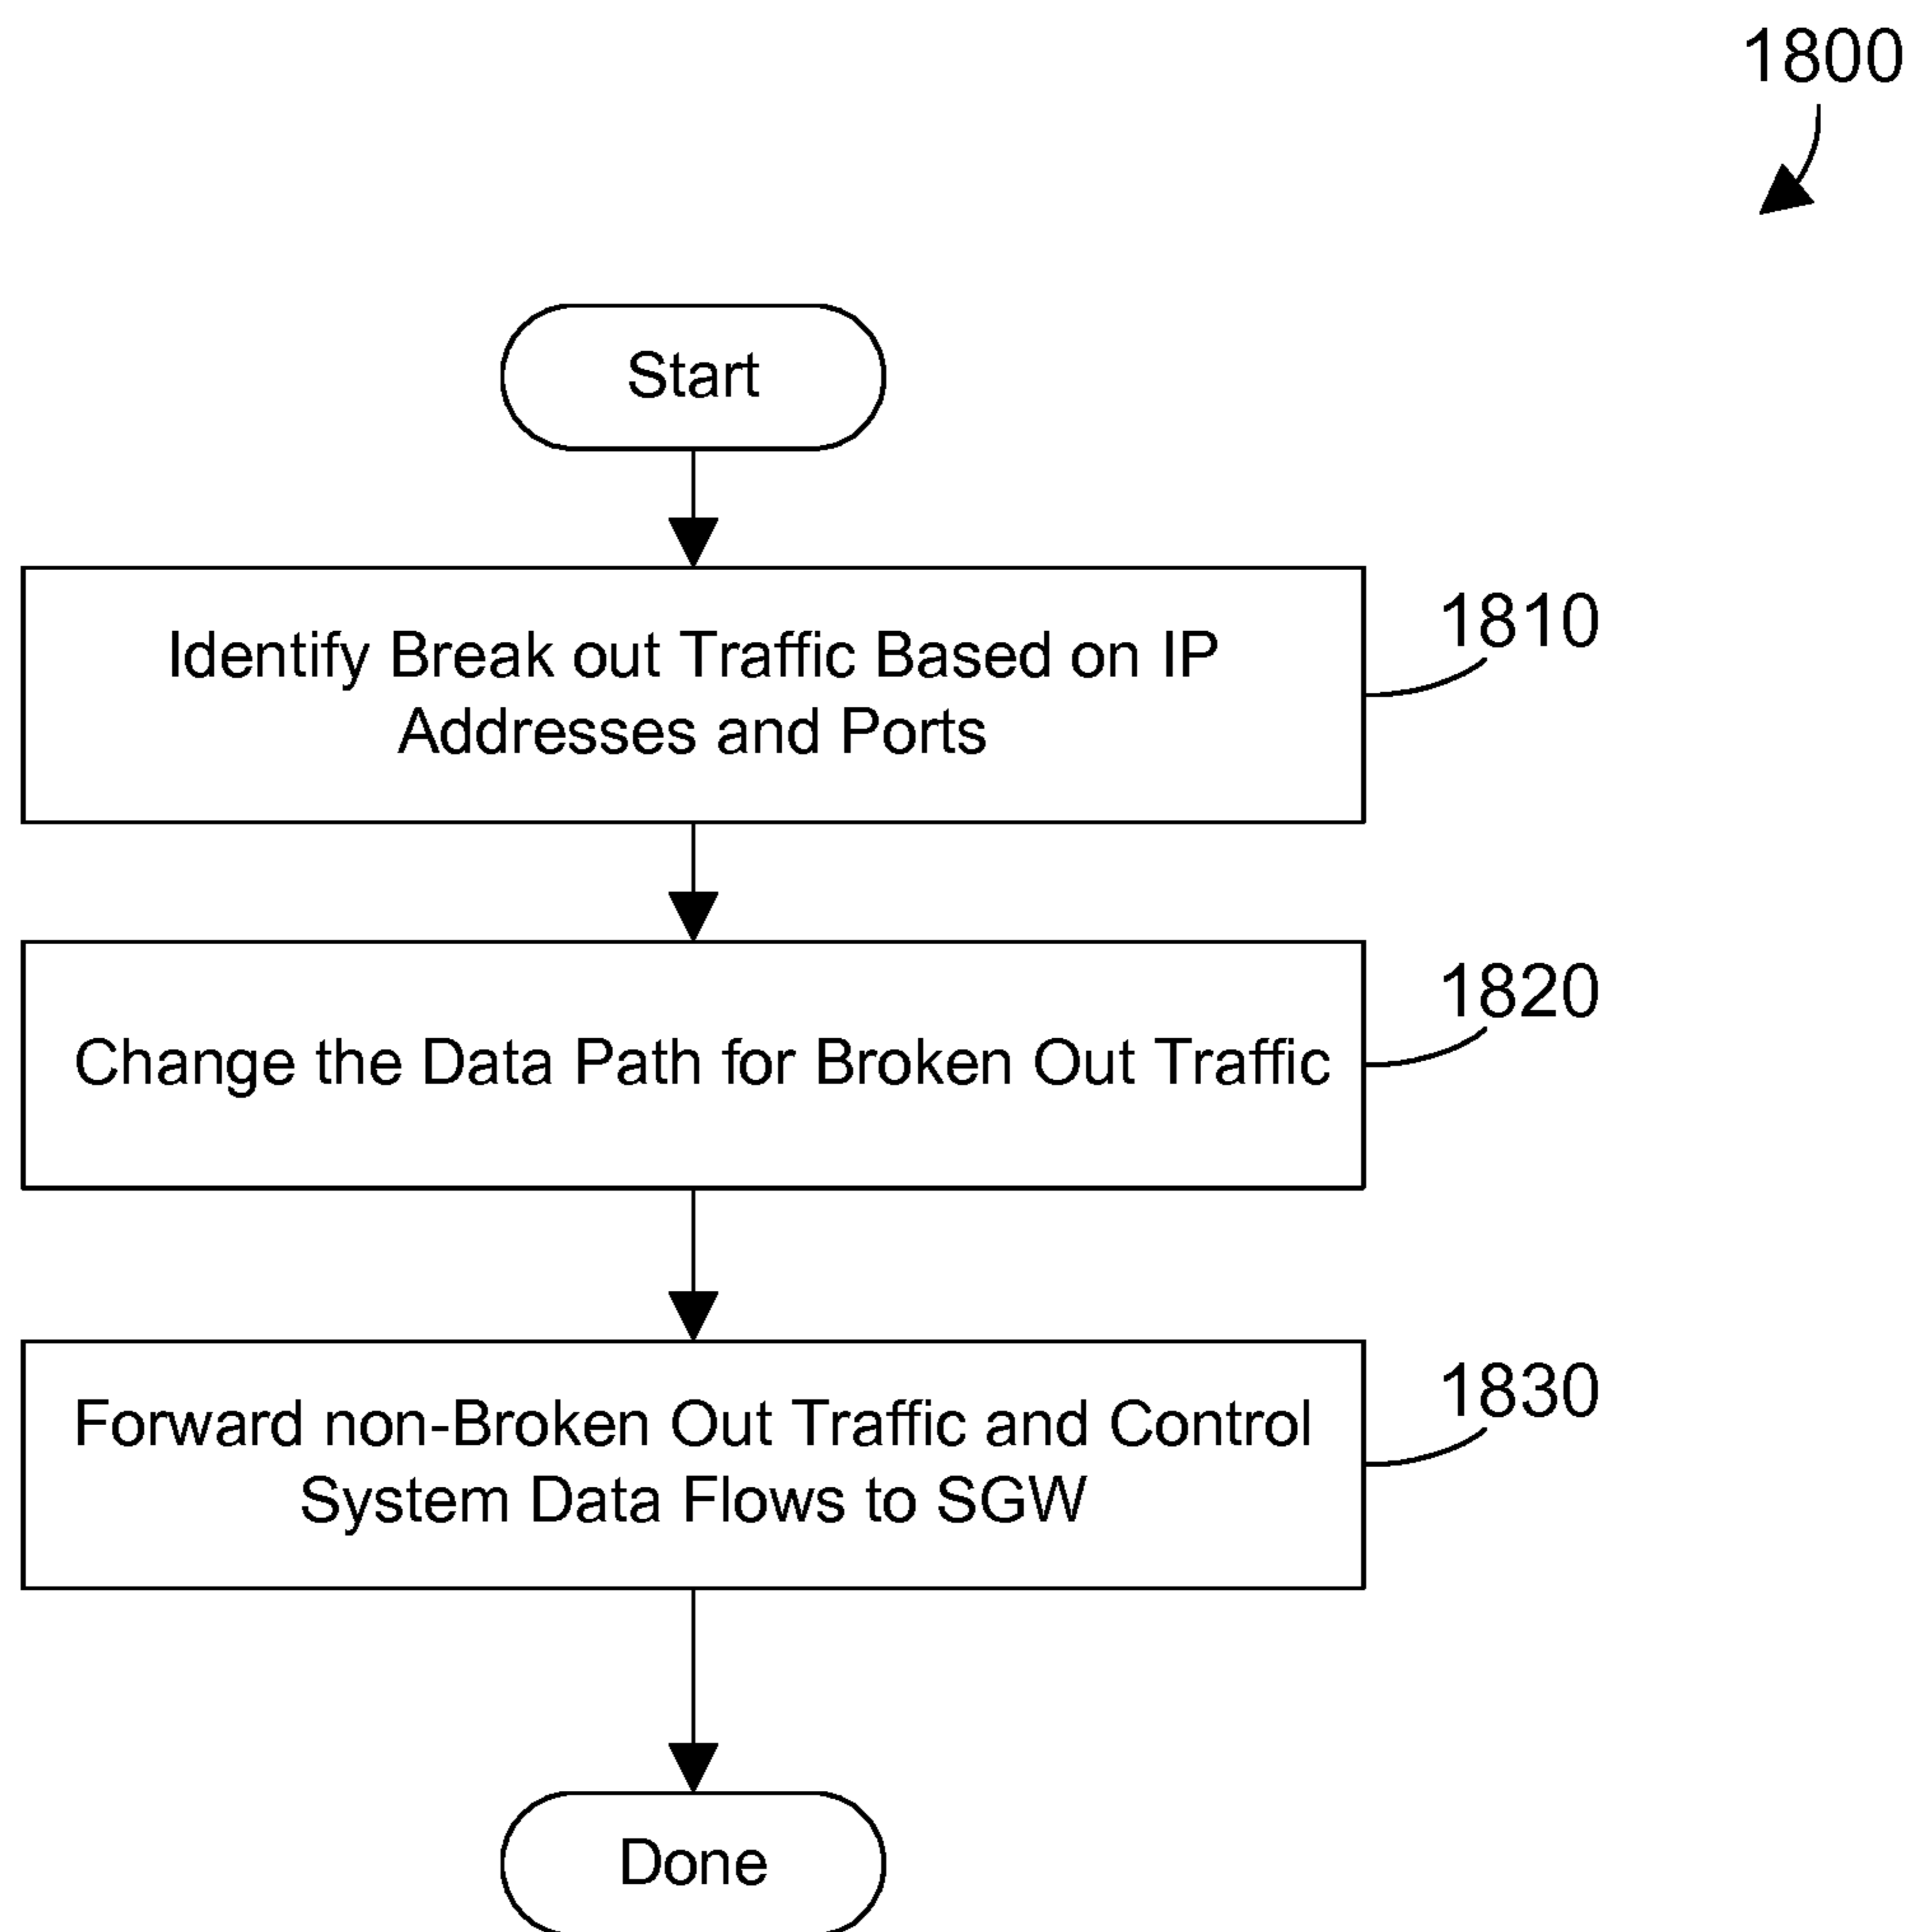 1800
Start
Identify Break out Traffic Based on IP
Addresses and Ports
1810
Change the Data Path for Broken Out Traffic
1820
Forward non-Broken Out Traffic and Control
System Data Flows to SGW
1830
Done